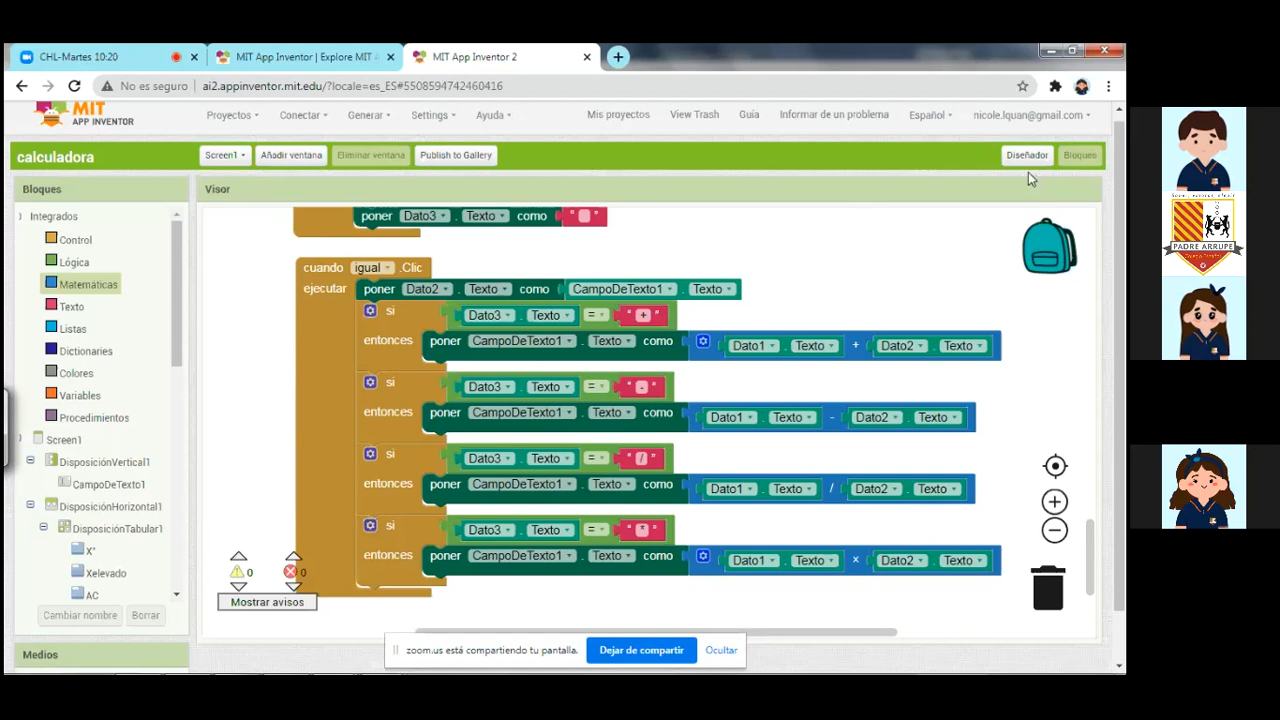 CHL-Martes 10:20
MIT App Inventor | Explore MIT A
MIT App Inventor 2
No es seguro
ai2.appinventor.mit.edu/?locale=es_ES#5508594742460416
MIT
APP INVENTOR
Proyectos
Conectar
Generar
Settings
Ayuda
Mis proyectos
View Trash
Guía
Informar de un problema
Español
nicole.lquan@gmail.com
calculadora
Screen1
Añadir ventana
Eliminar ventana
Publish to Gallery
Diseñador
Bloques
Bloques
Visor
Integrados
Control
Lógica
Matemáticas
Texto
Listas
Dictionaries
Colores
Variables
Procedimientos
Screen1
DisposiciónVertical1
CampoDeTexto1
DisposiciónHorizontal1
DisposiciónTabular1
X"
Xelevado
AC
Cambiar nombre
Borrar
Medios
poner Dato3 . Texto como " "
cuando igual .Clic
ejecutar poner Dato2 . Texto como CampoDeTexto1 . Texto
si Dato3 . Texto = " + "
entonces poner CampoDeTexto1 . Texto como Dato1 . Texto + Dato2 . Texto
si Dato3 . Texto = " - "
entonces poner CampoDeTexto1 . Texto como Dato1 . Texto - Dato2 . Texto
si Dato3 . Texto = " / "
entonces poner CampoDeTexto1 . Texto como Dato1 . Texto / Dato2 . Texto
si Dato3 . Texto = " * "
entonces poner CampoDeTexto1 . Texto como Dato1 . Texto × Dato2 . Texto
0
0
Mostrar avisos
zoom.us está compartiendo tu pantalla.
Dejar de compartir
Ocultar
PADRE ARRUPE